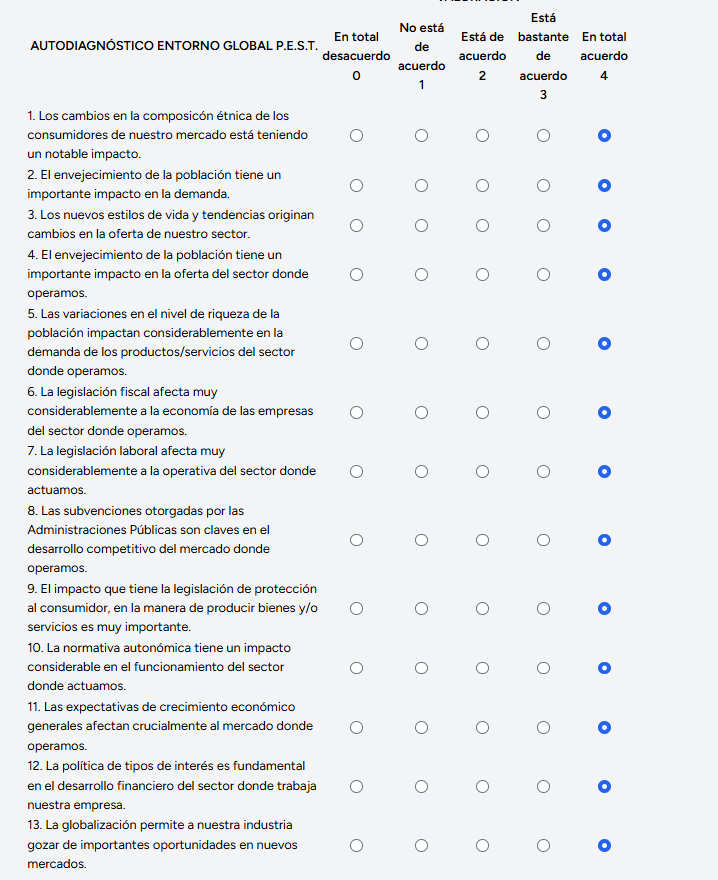 AUTODIAGNÓSTICO ENTORNO GLOBAL P.E.S.T.
En total
desacuerdo
0
No está
de
acuerdo
1
Está de
acuerdo
2
Está
bastante
de
acuerdo
3
En total
acuerdo
4
1. Los cambios en la composicón étnica de los
consumidores de nuestro mercado está teniendo
un notable impacto.
2. El envejecimiento de la población tiene un
importante impacto en la demanda.
3. Los nuevos estilos de vida y tendencias originan
cambios en la oferta de nuestro sector.
4. El envejecimiento de la población tiene un
importante impacto en la oferta del sector donde
operamos.
5. Las variaciones en el nivel de riqueza de la
población impactan considerablemente en la
demanda de los productos/servicios del sector
donde operamos.
6. La legislación fiscal afecta muy
considerablemente a la economía de las empresas
del sector donde operamos.
7. La legislación laboral afecta muy
considerablemente a la operativa del sector donde
actuamos.
8. Las subvenciones otorgadas por las
Administraciones Públicas son claves en el
desarrollo competitivo del mercado donde
operamos.
9. El impacto que tiene la legislación de protección
al consumidor, en la manera de producir bienes y/o
servicios es muy importante.
10. La normativa autonómica tiene un impacto
considerable en el funcionamiento del sector
donde actuamos.
11. Las expectativas de crecimiento económico
generales afectan crucialmente al mercado donde
operamos.
12. La política de tipos de interés es fundamental
en el desarrollo financiero del sector donde trabaja
nuestra empresa.
13. La globalización permite a nuestra industria
gozar de importantes oportunidades en nuevos
mercados.